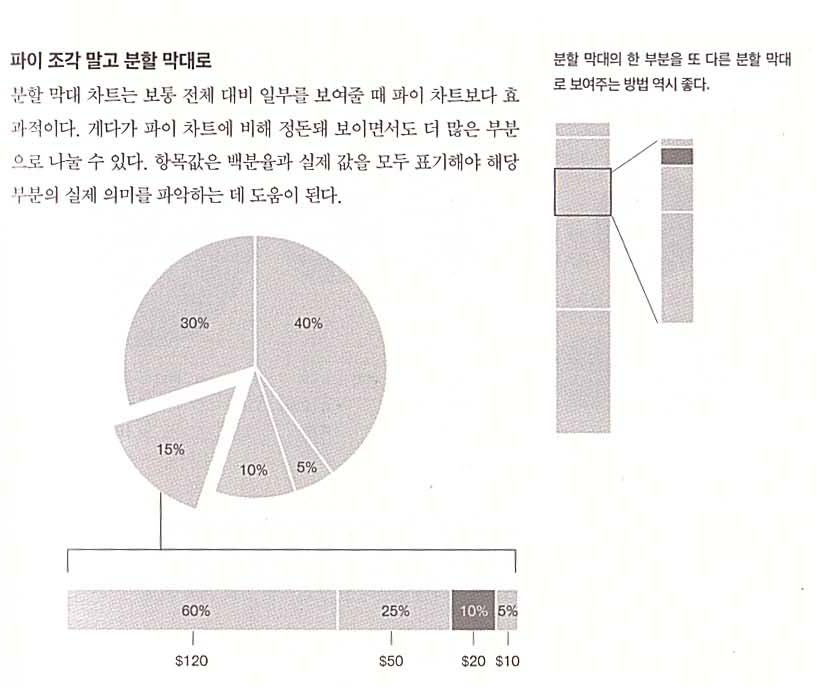 파이 조각 말고 분할 막대로
분할 막대 차트는 보통 전체 대비 일부를 보여줄 때 파이 차트보다 효
과적이다. 게다가 파이 차트에 비해 정돈돼 보이면서도 더 많은 부분
으로 나눌 수 있다. 항목값은 백분율과 실제 값을 모두 표기해야 해당
부분의 실제 의미를 파악하는 데 도움이 된다.
분할 막대의 한 부분을 또 다른 분할 막대
로 보여주는 방법 역시 좋다.
30%
40%
15%
10%
5%
60%
25%
10%
5%
$120
$50
$20
$10